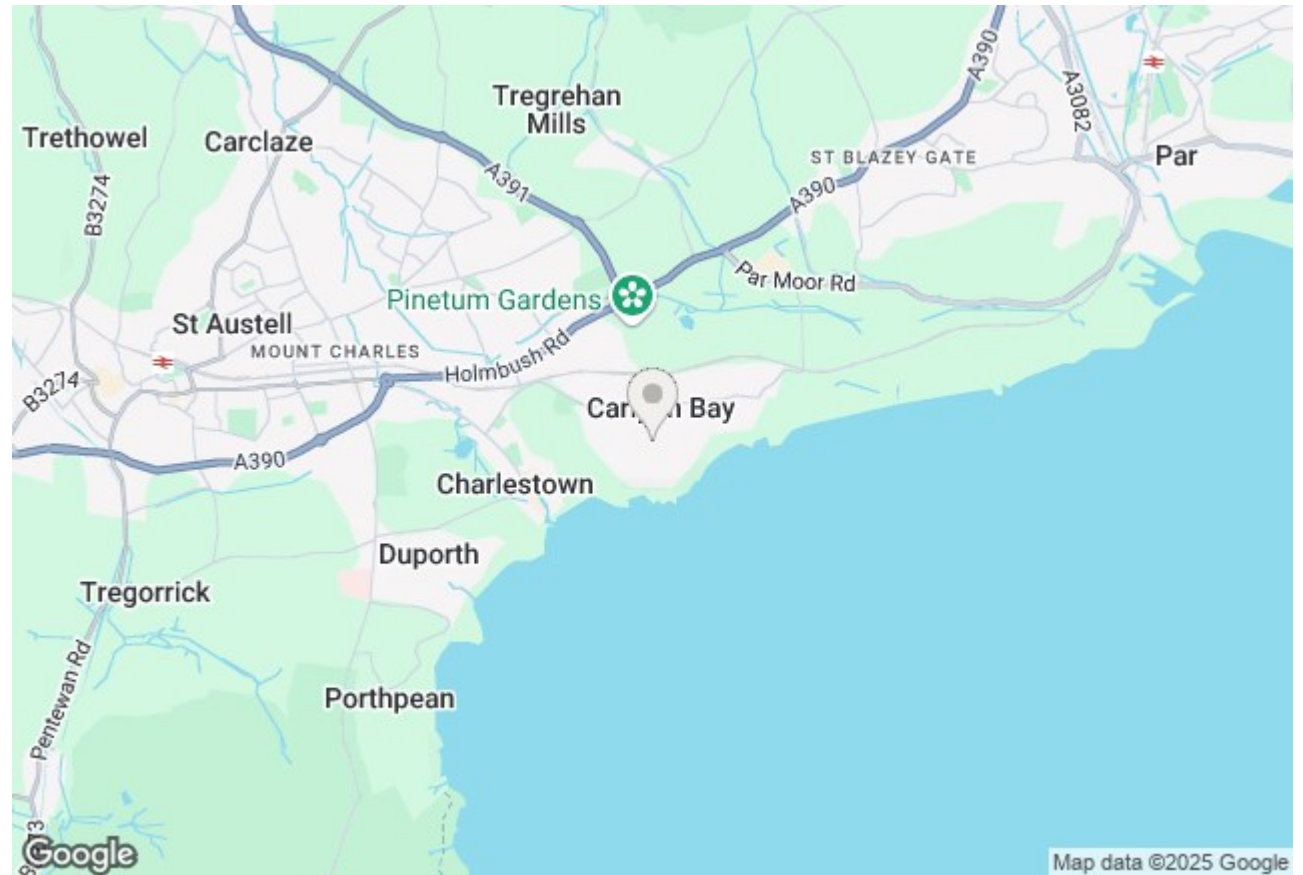 Tregrehan
Mills
A390
A3082
Trethowel
Carclaze
ST BLAZEY GATE
Par
A391
A390
B3274
Par Moor Rd
Pinetum Gardens
St Austell
MOUNT CHARLES
Holmbush Rd
B3274
Bay
A390
Charlestown
Duporth
Tregorrick
Pentewan Rd
Porthpean
Google
Map data ©2025 Google